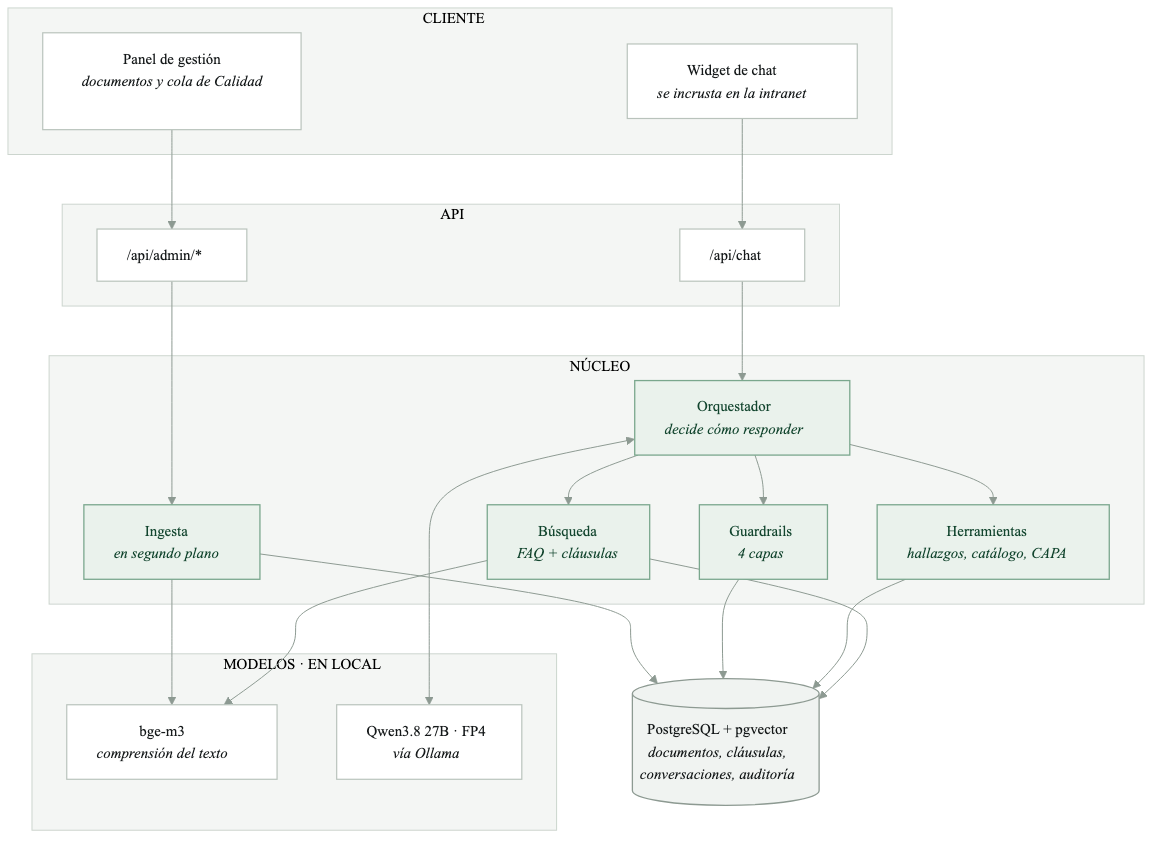 CLIENTE
Panel de gestión
documentos y cola de Calidad
Widget de chat
se incrusta en la intranet
API
/api/admin/*
/api/chat
NÚCLEO
Orquestador
decide cómo responder
Ingesta
en segundo plano
Búsqueda
FAQ + cláusulas
Guardrails
4 capas
Herramientas
hallazgos, catálogo, CAPA
MODELOS · EN LOCAL
bge-m3
comprensión del texto
Qwen3.8 27B · FP4
vía Ollama
PostgreSQL + pgvector
documentos, cláusulas,
conversaciones, auditoría